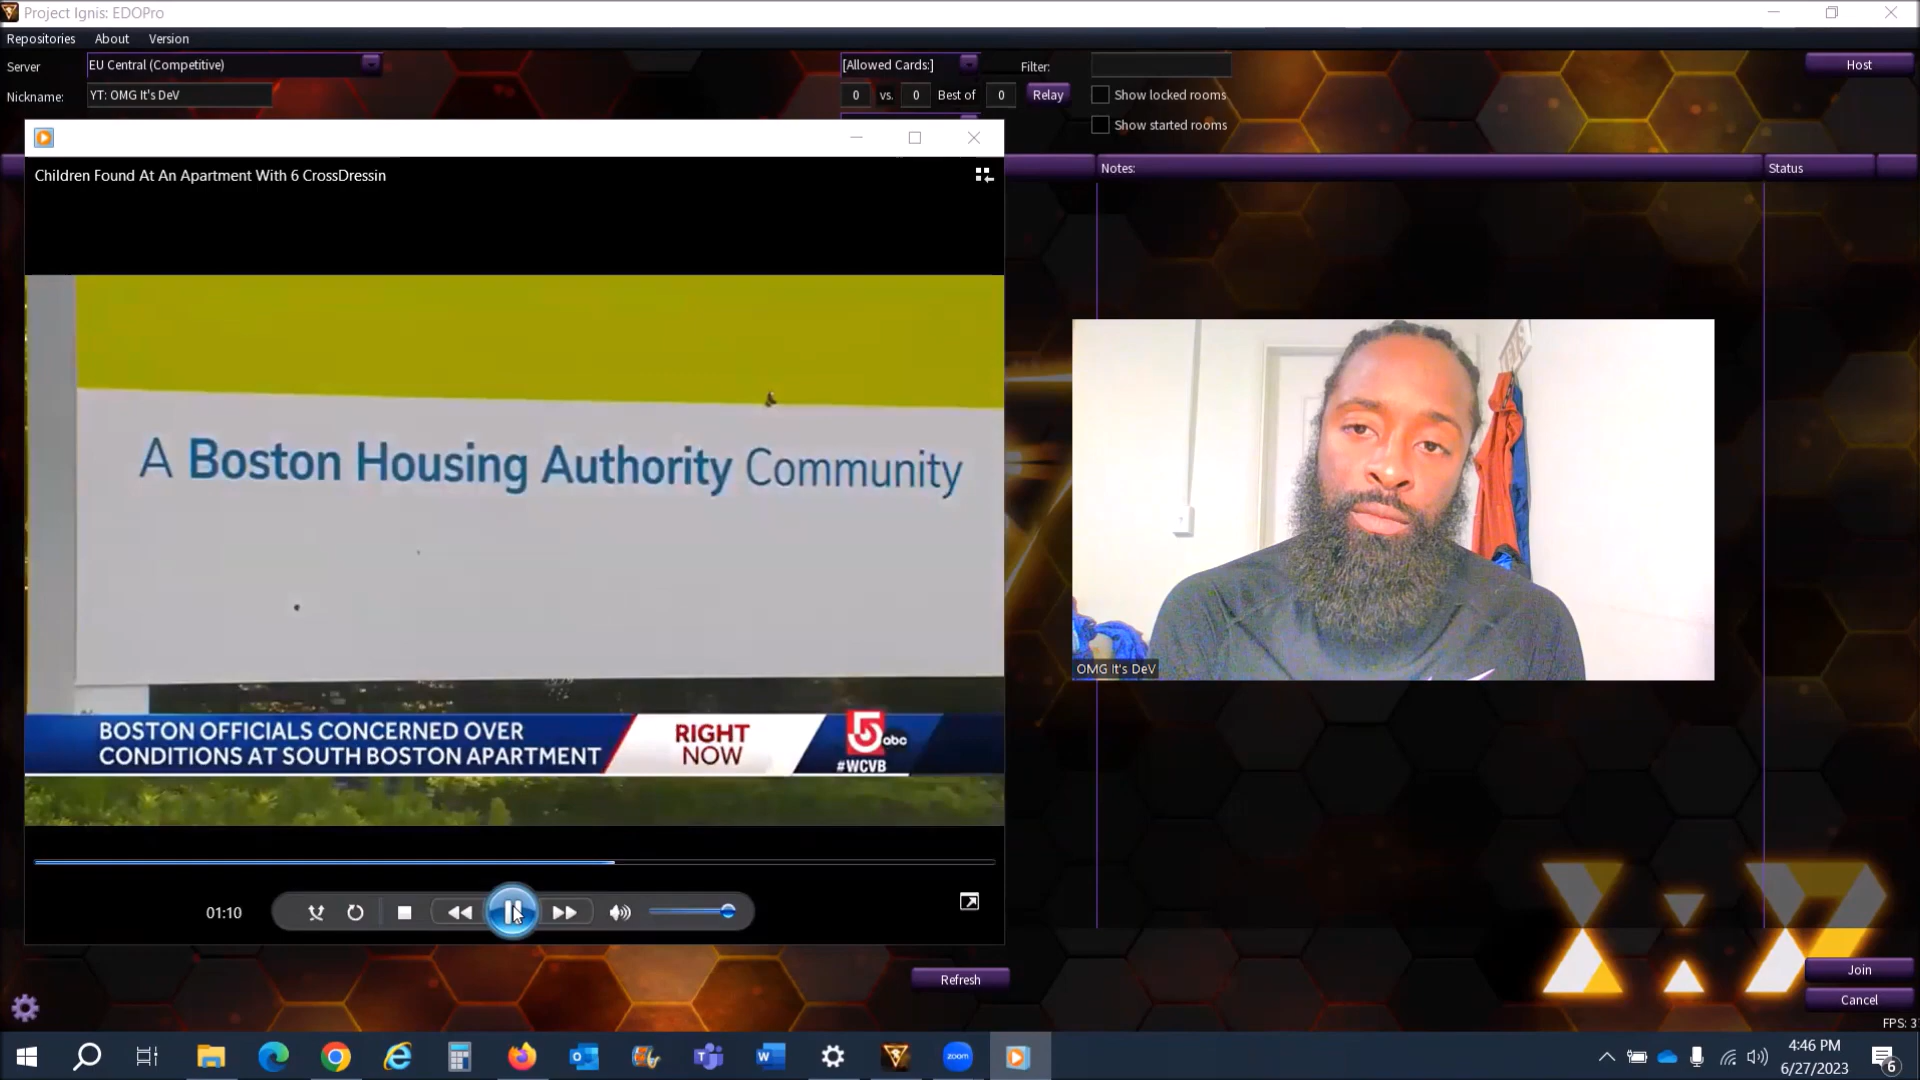 Project Ignis: EDOPro
Repositories About Version
Server EU Central (Competitive) [Allowed Cards:] Filter: Host
Nickname: YT: OMG It's DeV 0 vs. 0 Best of 0 Relay Show locked rooms
Show started rooms
Notes: Status
Children Found At An Apartment With 6 CrossDressin
A Boston Housing Authority Community
BOSTON OFFICIALS CONCERNED OVER
CONDITIONS AT SOUTH BOSTON APARTMENT
RIGHT
NOW
5 abc
#WCVB
OMG It's DeV
01:10
Refresh
Join
Cancel
FPS: 3
zoom
4:46 PM
6/27/2023
6